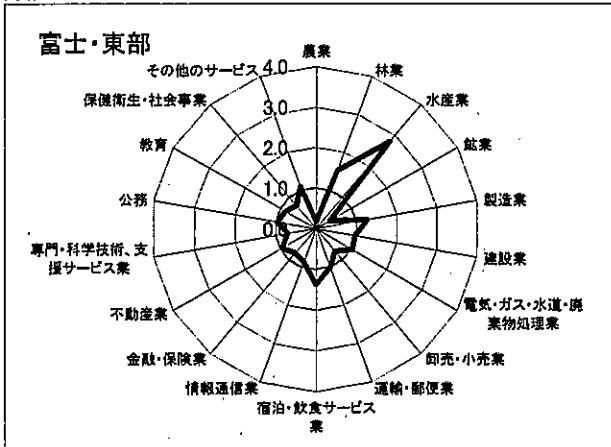 富士・東部
農業
林業
水産業
鉱業
製造業
建設業
電気・ガス・水道・廃
棄物処理業
卸売・小売業
運輸・郵便業
宿泊・飲食サービス
業
情報通信業
金融・保険業
不動産業
専門・科学技術、支
援サービス業
公務
教育
保健衛生・社会事業
その他のサービス
4.0
3.0
2.0
1.0
0.0